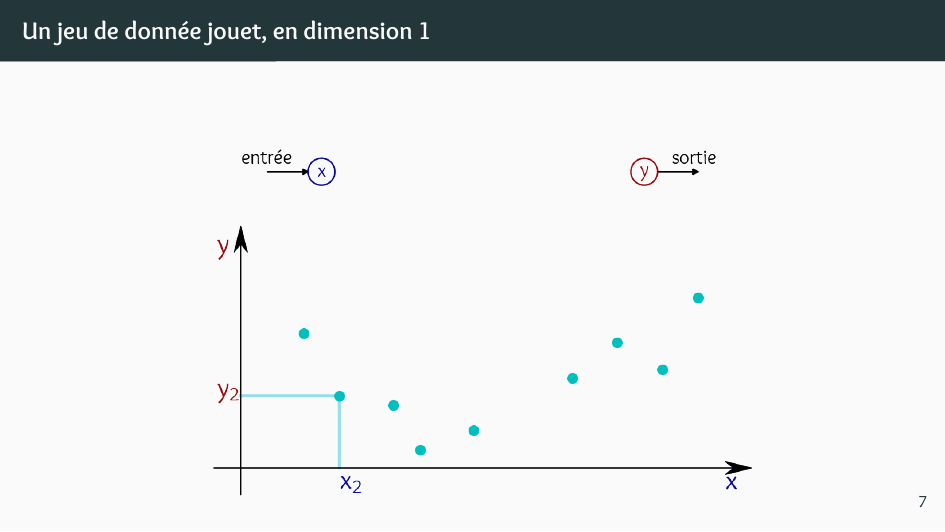 Un jeu de donnée jouet, en dimension 1
entrée
x
y
sortie
y
y₂
x₂
x
7